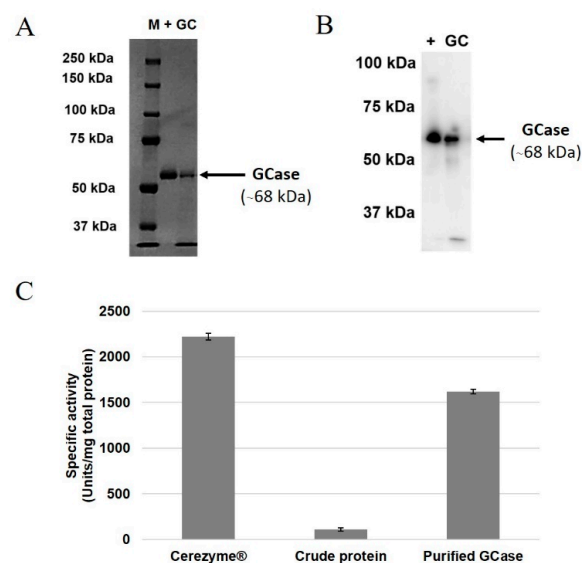 A
M + GC
250 kDa
150 kDa
100 kDa
75 kDa
50 kDa
37 kDa
GCase
(~68 kDa)
B
+ GC
100 kDa
75 kDa
50 kDa
37 kDa
GCase
(~68 kDa)
C
Specific activity
(Units/mg total protein)
2500
2000
1500
1000
500
0
Cerezyme® Crude protein Purified GCase